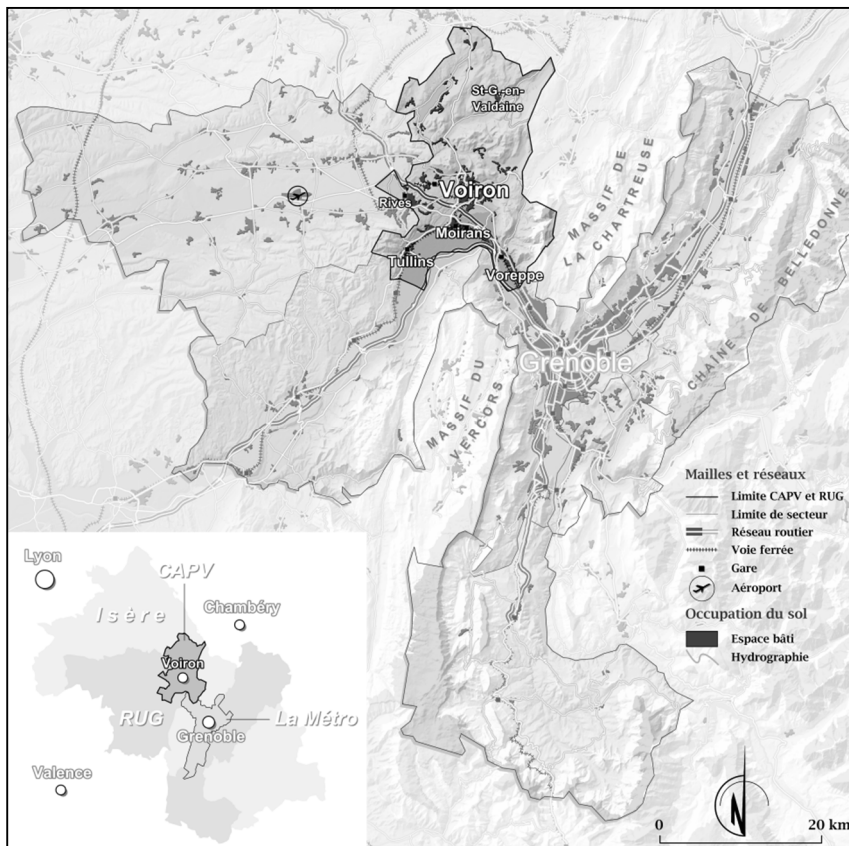 St-G.-en-
Valdaine
Voiron
Rives
Moirans
Tullins
Voreppe
MASSIF DE
LA CHARTREUSE
CHAÎNE DE BELLEDONNE
Grenoble
MASSIF DU
VERCORS
Mailles et réseaux
Limite CAPV et RUG
Limite de secteur
Réseau routier
Voie ferrée
Gare
Aéroport
Occupation du sol
Espace bâti
Hydrographie
Lyon
CAPV
Isère
Chambéry
Voiron
RUG
La Métro
Grenoble
Valence
N
0 20 km